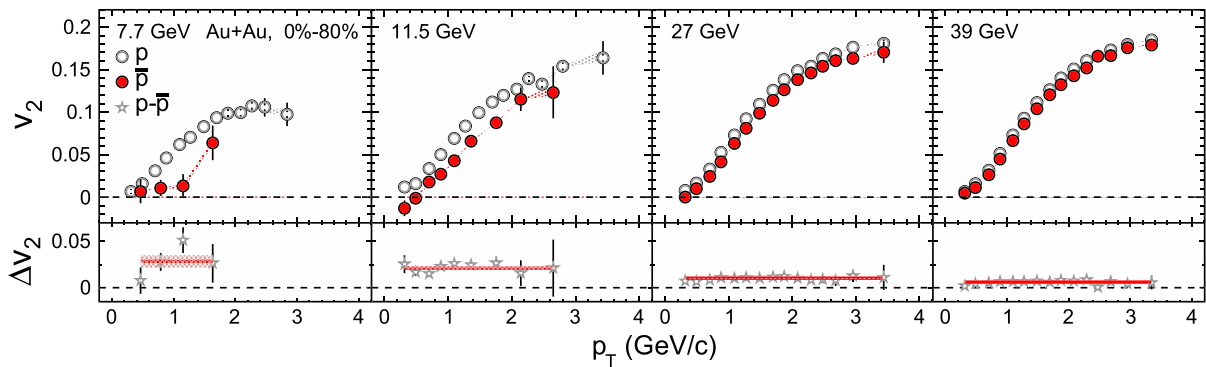 7.7 GeV Au+Au, 0%-80%
11.5 GeV
27 GeV
39 GeV
p
p̅
p-p̅
v₂
0.2
0.15
0.1
0.05
0
Δv₂
0.05
0
0 1 2 3 4
0 1 2 3 4
0 1 2 3 4
0 1 2 3 4
p_T (GeV/c)